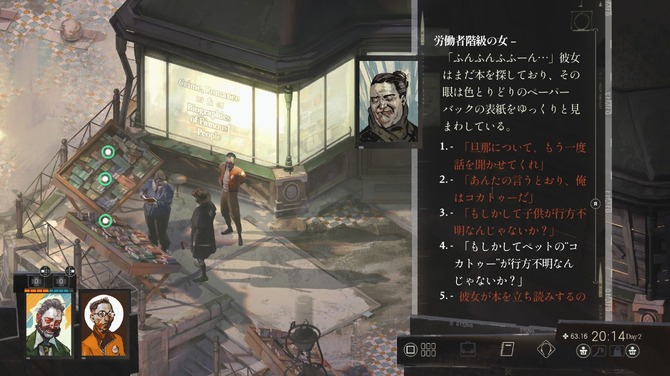 Crime, Romance
Biographies
of Famous
People
労働者階級の女 –
「ふんふんふふーん…」彼女
はまだ本を探しており、その
眼は色とりどりのペーパー
バックの表紙をゆっくりと見
まわしている。
1. - 「旦那について、もう一度
話を聞かせてくれ」
2. - 「あんたの言うとおり、俺
はコカトゥーだ」
3. - 「もしかして子供が行方不
明なんじゃないか？」
4. - 「もしかしてペットの“コ
カトゥー”が行方不明なん
じゃないか？」
5. - 彼女が本を立ち読みするの
63.16 20:14 Day 2